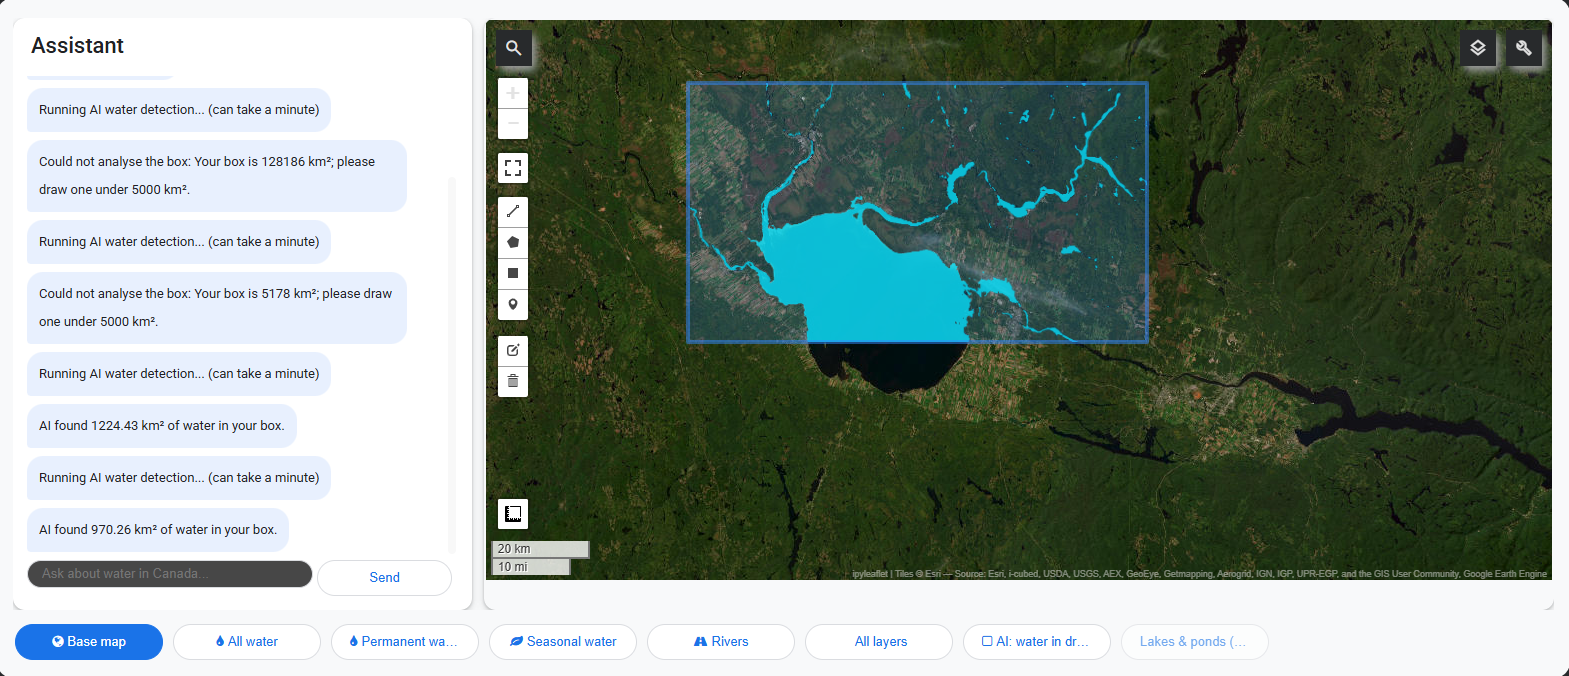 Assistant
Running AI water detection... (can take a minute)
Could not analyse the box: Your box is 128186 km²; please
draw one under 5000 km².
Running AI water detection... (can take a minute)
Could not analyse the box: Your box is 5178 km²; please draw
one under 5000 km².
Running AI water detection... (can take a minute)
AI found 1224.43 km² of water in your box.
Running AI water detection... (can take a minute)
AI found 970.26 km² of water in your box.
Ask about water in Canada...
Send
+
−
20 km
10 mi
ipyleaflet | Tiles © Esri — Source: Esri, i-cubed, USDA, USGS, AEX, GeoEye, Getmapping, Aerogrid, IGN, IGP, UPR-EGP, and the GIS User Community, Google Earth Engine
Base map
All water
Permanent wa...
Seasonal water
Rivers
All layers
AI: water in dr...
Lakes & ponds (...